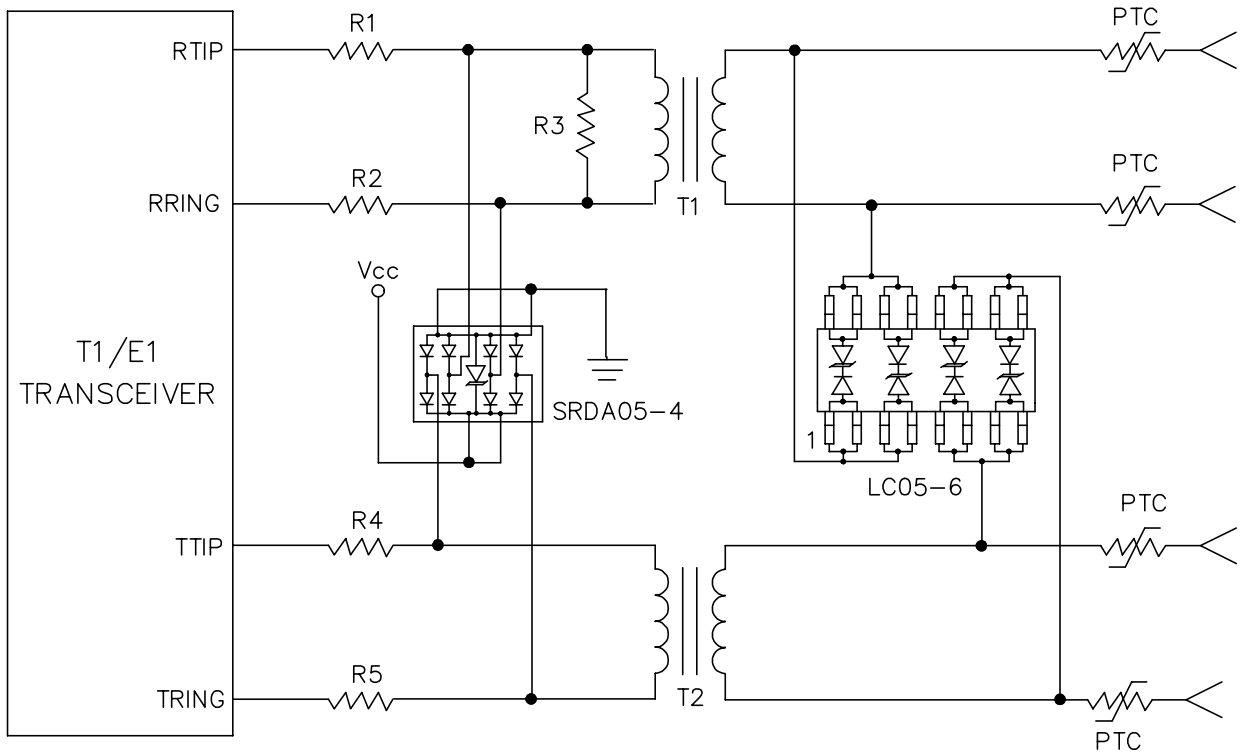 PTC
R1
RTIP
R3
PTC
R2
RRING
T1
Vcc
T1/E1
TRANSCEIVER
SRDA05-4
1
LC05-6
PTC
R4
TTIP
R5
TRING
T2
PTC